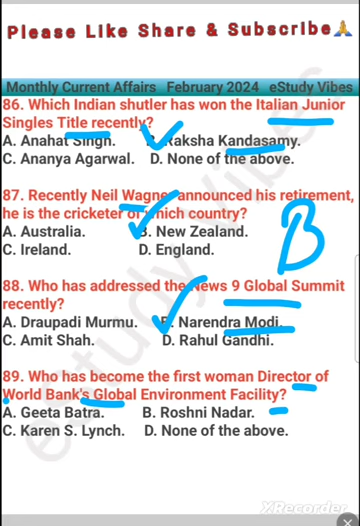 Please Like Share & Subscribe🙏
Monthly Current Affairs February 2024 eStudy Vibes
86. Which Indian shutler has won the Italian Junior
Singles Title recently?
A. Anahat Singh. B. Raksha Kandasamy.
C. Ananya Agarwal. D. None of the above.
87. Recently Neil Wagner announced his retirement,
he is the cricketer of which country?
A. Australia. B. New Zealand.
C. Ireland. D. England.
B
88. Who has addressed the News 9 Global Summit
recently?
A. Draupadi Murmu. B. Narendra Modi.
C. Amit Shah. D. Rahul Gandhi.
89. Who has become the first woman Director of
World Bank's Global Environment Facility?
A. Geeta Batra. B. Roshni Nadar.
C. Karen S. Lynch. D. None of the above.
eStudy Vibes
XRecorder